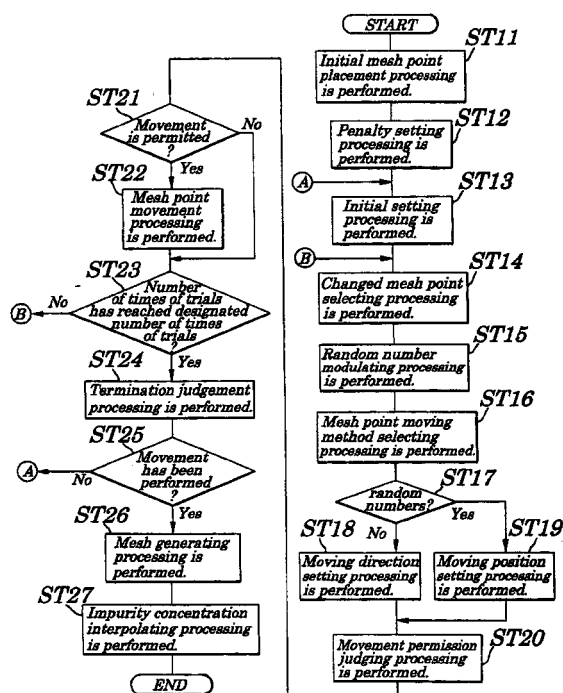 START
ST11
Initial mesh point
placement processing
is performed.
ST12
Penalty setting
processing is
performed.
A
ST13
Initial setting
processing is
performed.
B
ST14
Changed mesh point
selecting processing
is performed.
ST15
Random number
modulating processing
is performed.
ST16
Mesh point moving
method selecting
processing is performed.
ST17
random
numbers?
No
Yes
ST18
Moving direction
setting processing
is performed.
ST19
Moving position
setting processing
is performed.
ST20
Movement permission
judging processing
is performed.
ST21
Movement
is permitted
?
No
Yes
ST22
Mesh point
movement
processing
is performed.
ST23
Number
of times of trials
has reached designated
number of times
of trials
?
No
B
Yes
ST24
Termination judgement
processing is performed.
ST25
Movement
has been
performed
?
A
No
Yes
ST26
Mesh generating
processing is
performed.
ST27
Impurity concentration
interpolating processing
is performed.
END